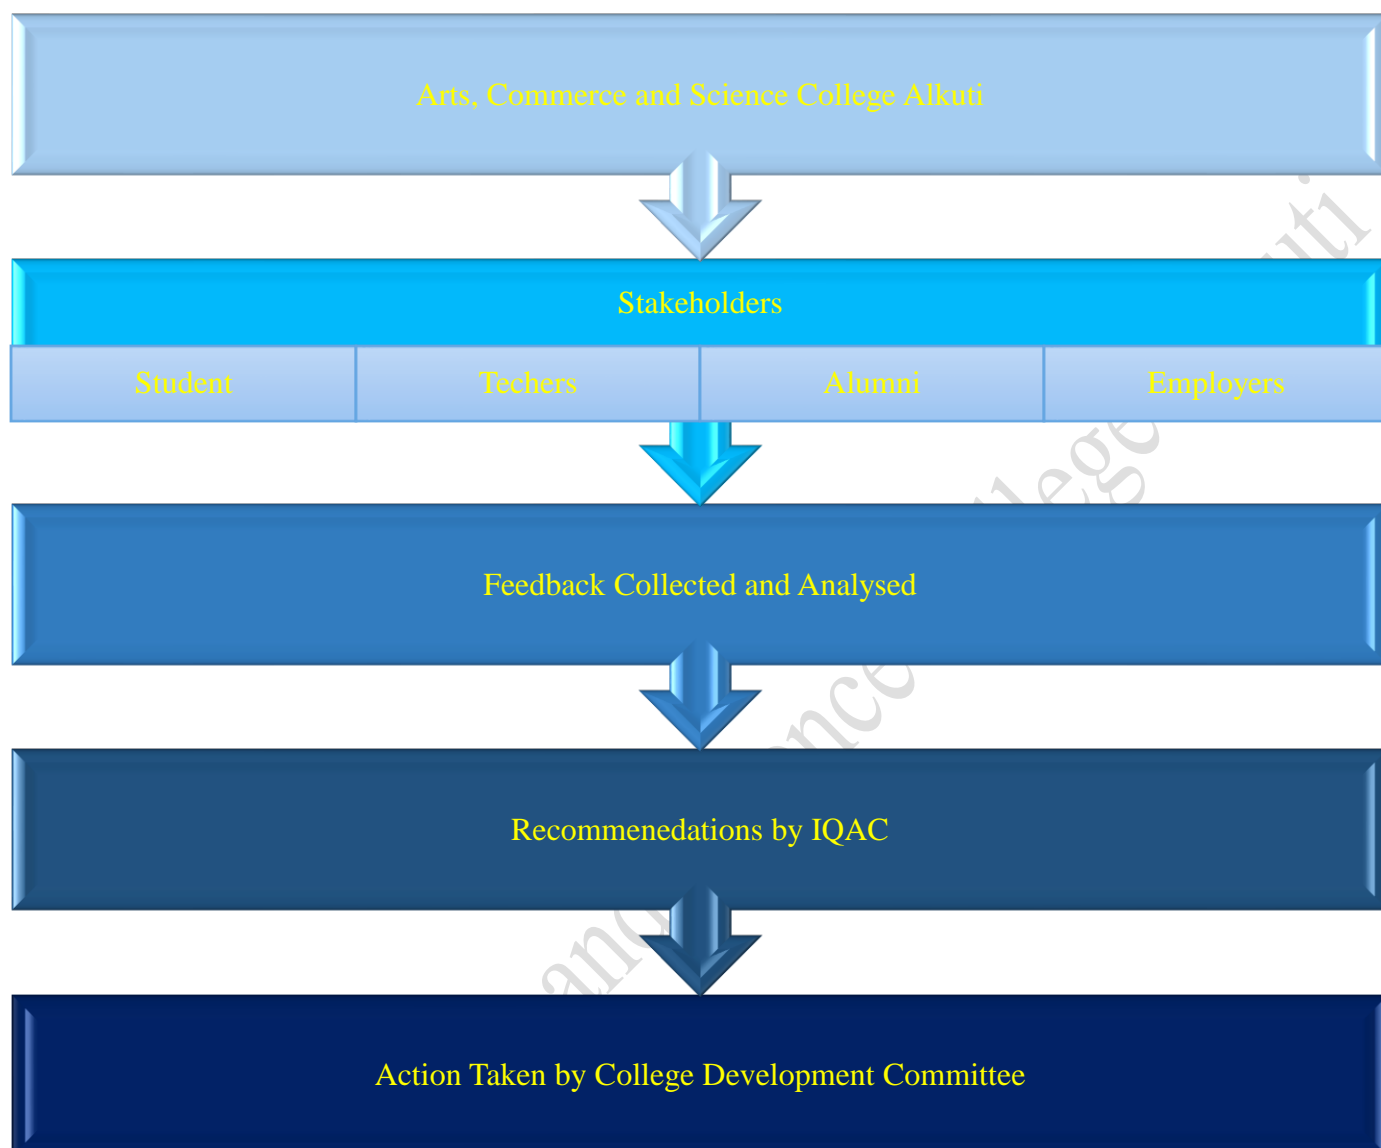 Arts, Commerce and Science College Alkuti
Stakeholders
Student Techers Alumni Employers
Feedback Collected and Analysed
Recommenedations by IQAC
Action Taken by College Development Committee